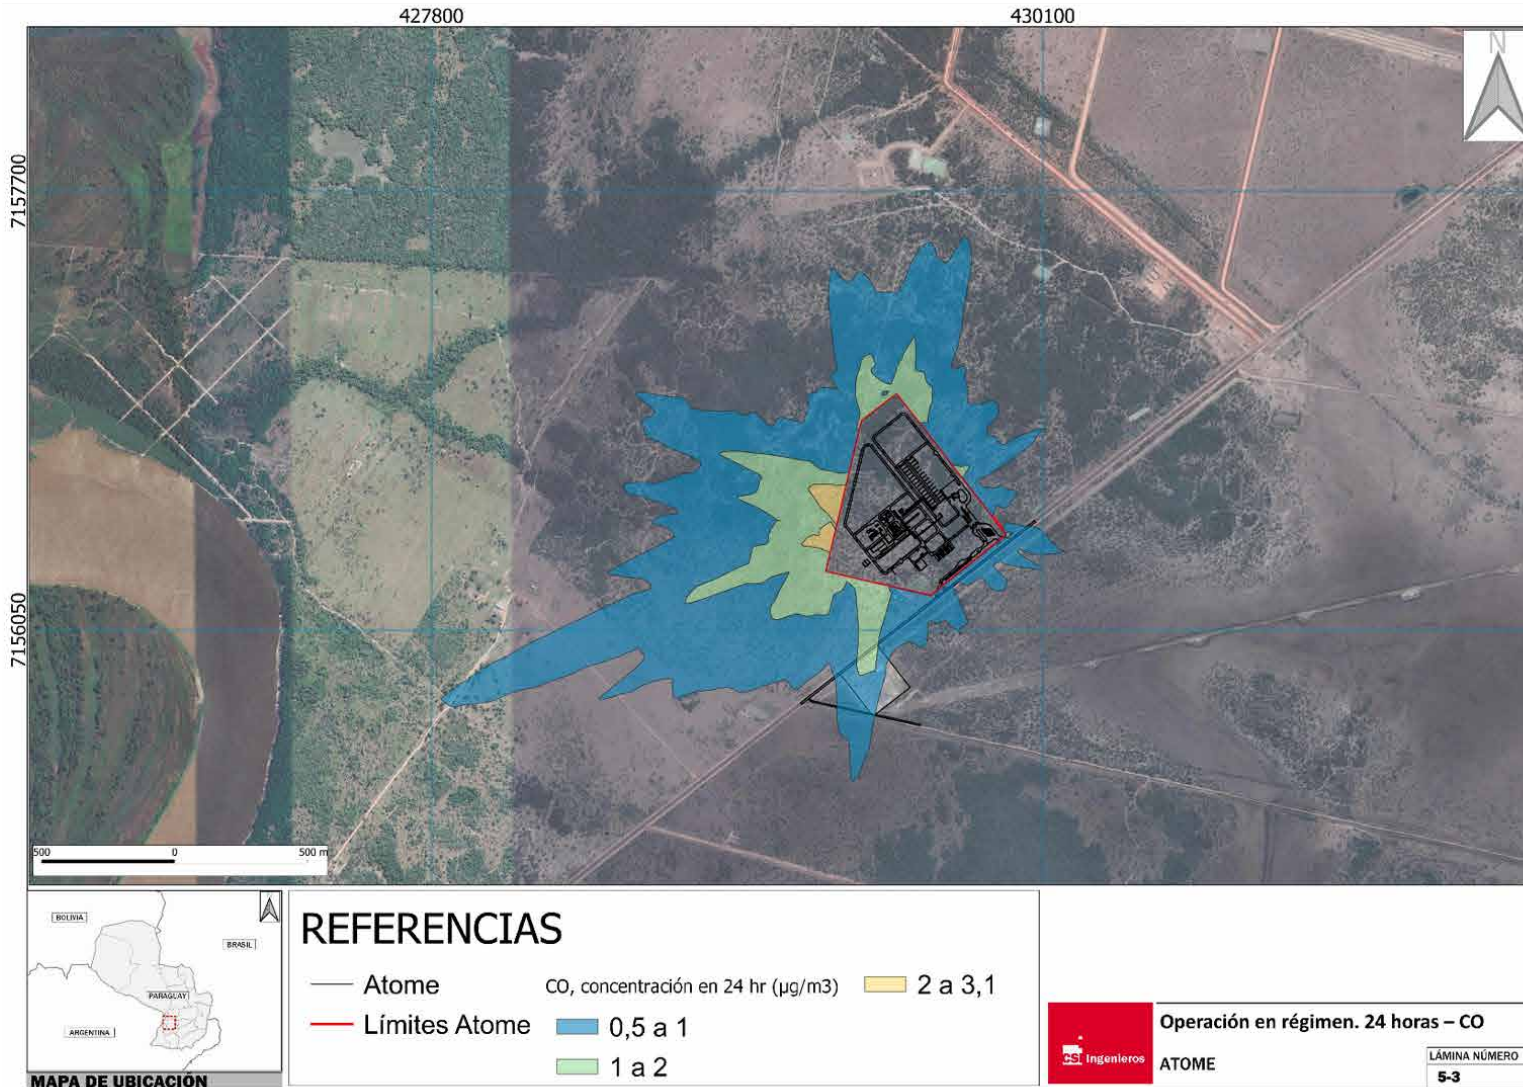 427800
430100
N
7157700
7156050
500
0
500 m
BOLIVIA
BRASIL
PARAGUAY
ARGENTINA
MAPA DE UBICACIÓN
REFERENCIAS
Atome
CO, concentración en 24 hr (µg/m3)
2 a 3,1
Límites Atome
0,5 a 1
1 a 2
CSI Ingenieros
Operación en régimen. 24 horas – CO
ATOME
LÁMINA NÚMERO
5-3